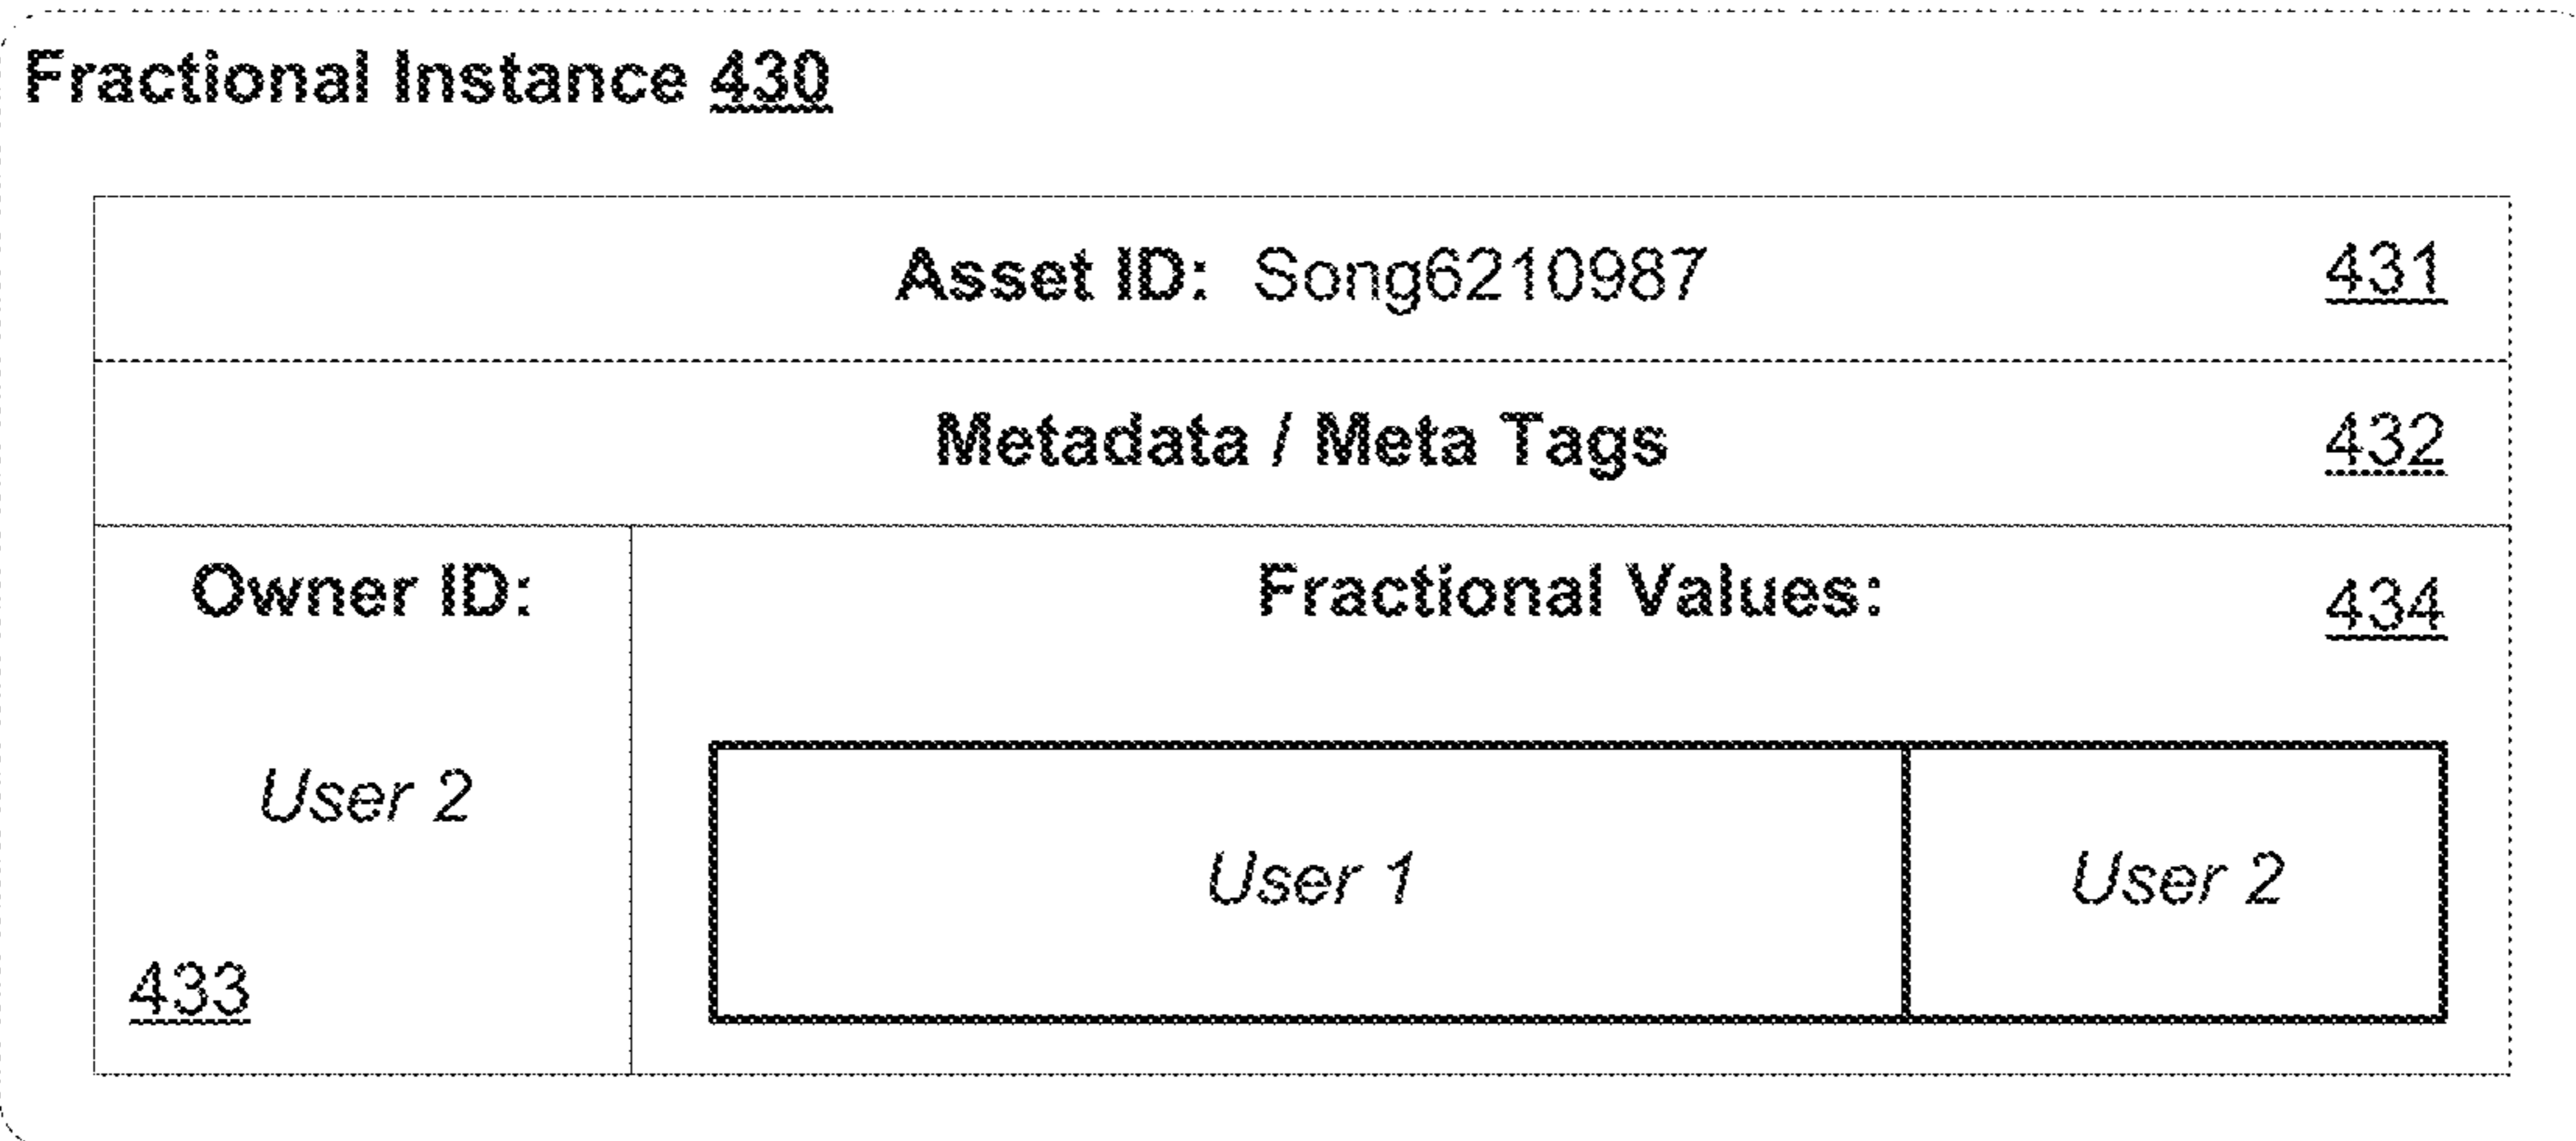 Fractional Instance 430
Asset ID: Song6210987 431
Metadata / Meta Tags 432
Owner ID: Fractional Values: 434
User 2
User 1 User 2
433